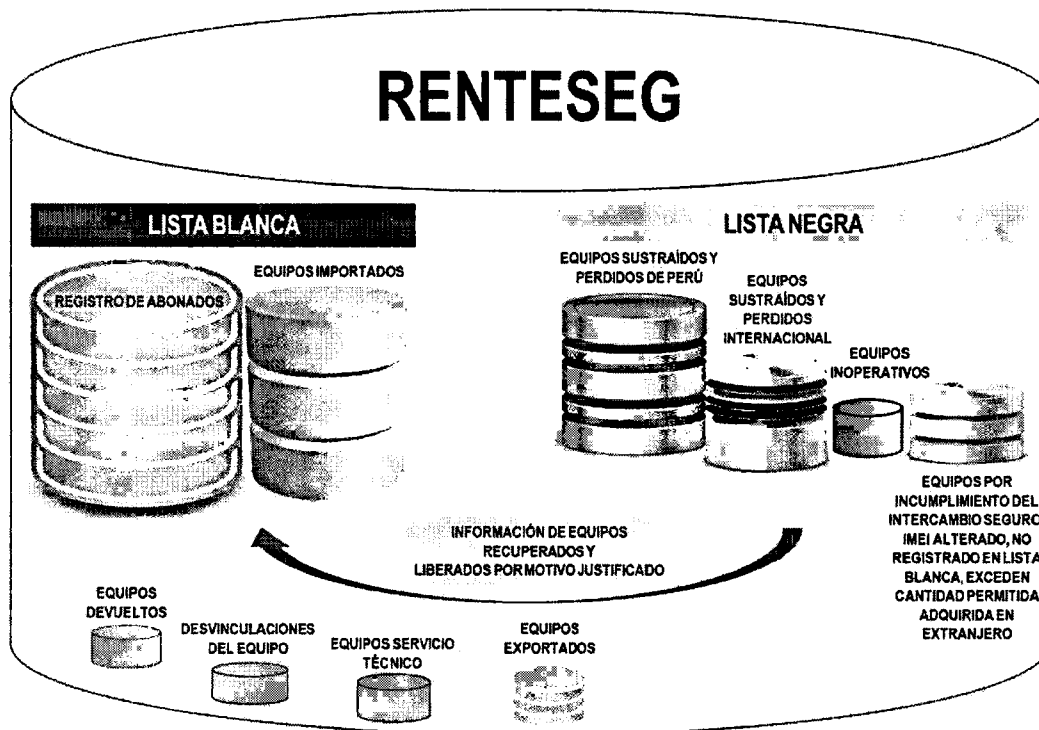 RENTESEG
LISTA BLANCA
REGISTRO DE ABONADOS
EQUIPOS IMPORTADOS
LISTA NEGRA
EQUIPOS SUSTRAÍDOS Y
PERDIDOS DE PERÚ
EQUIPOS
SUSTRAÍDOS Y
PERDIDOS
INTERNACIONAL
EQUIPOS
INOPERATIVOS
EQUIPOS POR
INCUMPLIMIENTO DEL
INTERCAMBIO SEGURO,
IMEI ALTERADO, NO
REGISTRADO EN LISTA
BLANCA, EXCEDEN
CANTIDAD PERMITIDA
ADQUIRIDA EN
EXTRANJERO
INFORMACIÓN DE EQUIPOS
RECUPERADOS Y
LIBERADOS POR MOTIVO JUSTIFICADO
EQUIPOS
DEVUELTOS
DESVINCULACIONES
DEL EQUIPO
EQUIPOS SERVICIO
TÉCNICO
EQUIPOS
EXPORTADOS